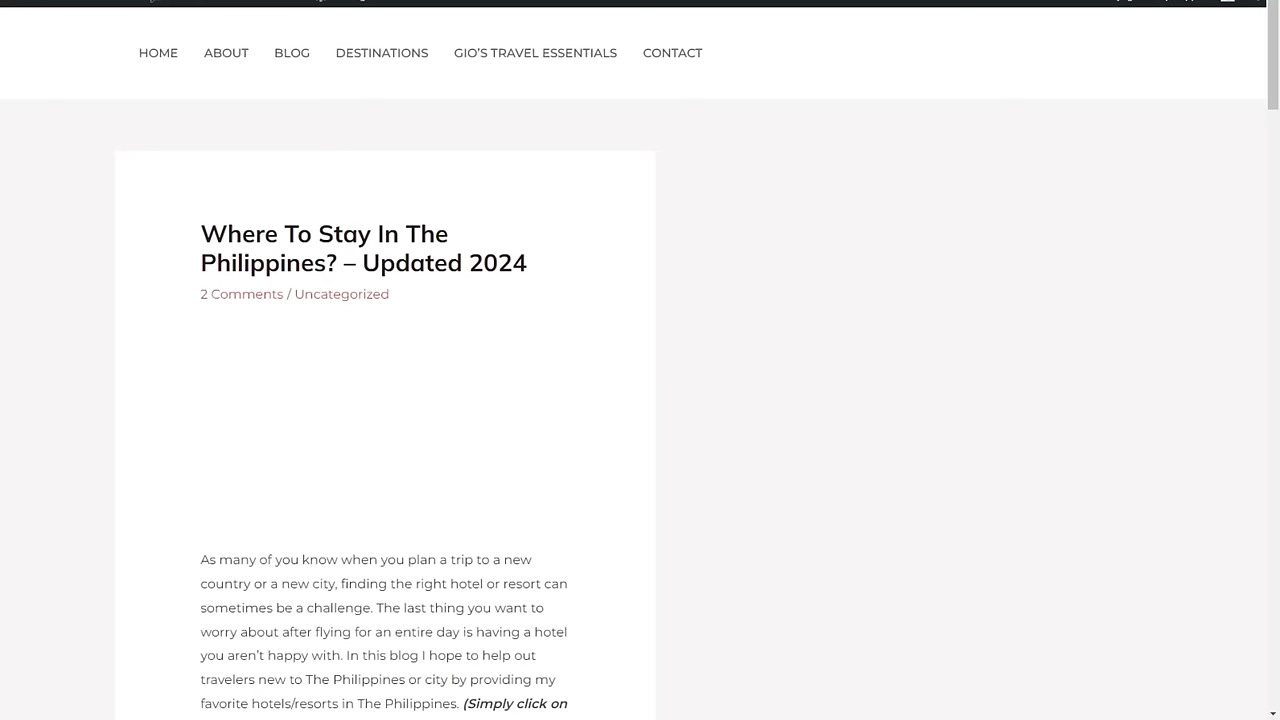 HOME ABOUT BLOG DESTINATIONS GIO'S TRAVEL ESSENTIALS CONTACT
Where To Stay In The
Philippines? – Updated 2024
2 Comments / Uncategorized
As many of you know when you plan a trip to a new
country or a new city, finding the right hotel or resort can
sometimes be a challenge. The last thing you want to
worry about after flying for an entire day is having a hotel
you aren't happy with. In this blog I hope to help out
travelers new to The Philippines or city by providing my
favorite hotels/resorts in The Philippines. (Simply click on